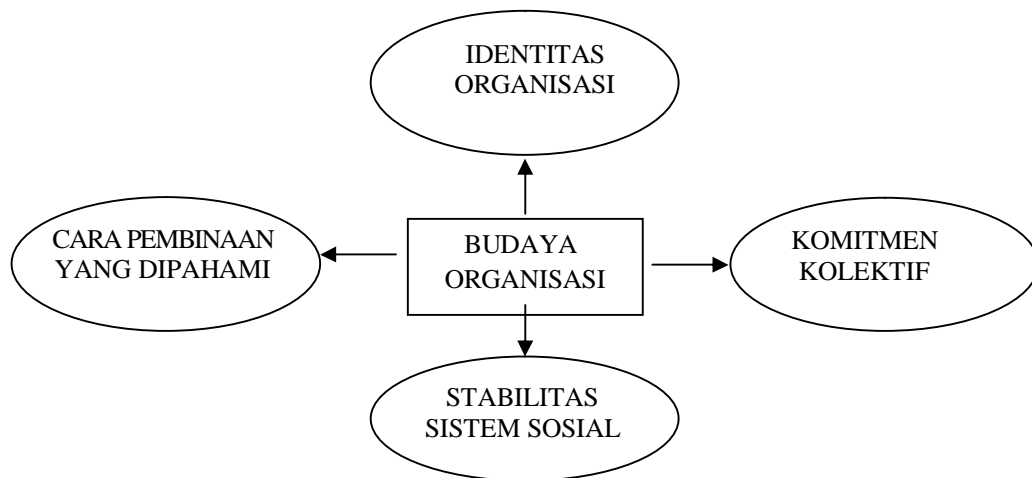 IDENTITAS
ORGANISASI
CARA PEMBINAAN
YANG DIPAHAMI
BUDAYA
ORGANISASI
KOMITMEN
KOLEKTIF
STABILITAS
SISTEM SOSIAL